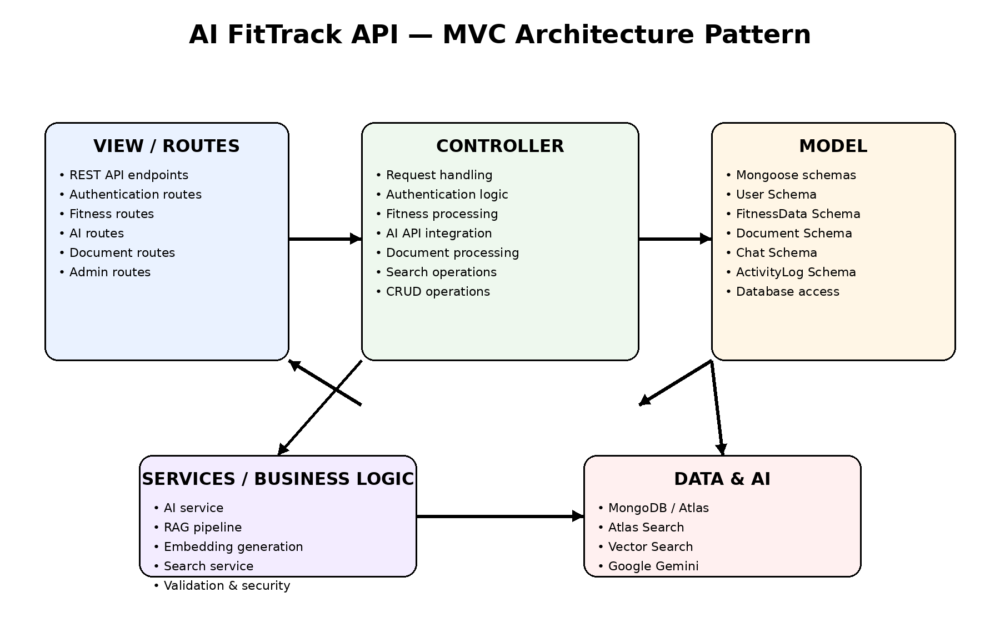 AI FitTrack API — MVC Architecture Pattern
VIEW / ROUTES
• REST API endpoints
• Authentication routes
• Fitness routes
• AI routes
• Document routes
• Admin routes
CONTROLLER
• Request handling
• Authentication logic
• Fitness processing
• AI API integration
• Document processing
• Search operations
• CRUD operations
MODEL
• Mongoose schemas
• User Schema
• FitnessData Schema
• Document Schema
• Chat Schema
• ActivityLog Schema
• Database access
SERVICES / BUSINESS LOGIC
• AI service
• RAG pipeline
• Embedding generation
• Search service
• Validation & security
DATA & AI
• MongoDB / Atlas
• Atlas Search
• Vector Search
• Google Gemini